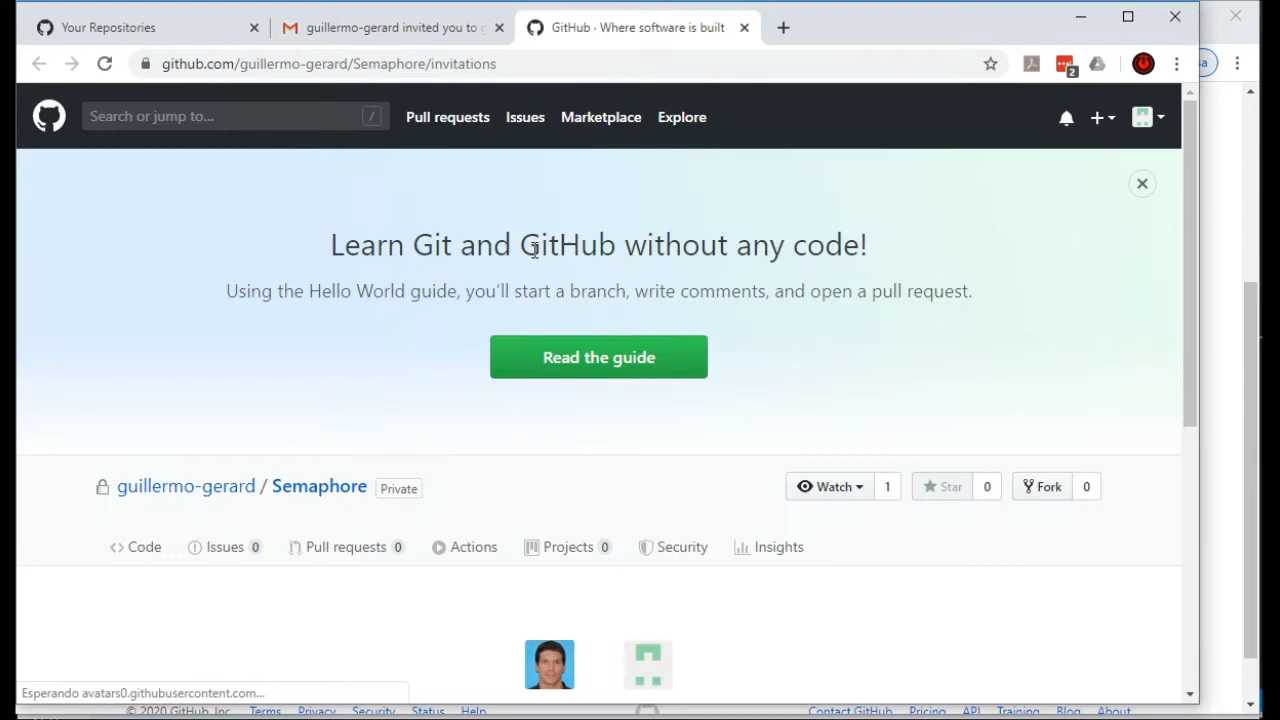 Your Repositories
guillermo-gerard invited you to
GitHub · Where software is built
github.com/guillermo-gerard/Semaphore/invitations
2
Search or jump to...
/
Pull requests
Issues
Marketplace
Explore
Learn Git and GitHub without any code!
Using the Hello World guide, you'll start a branch, write comments, and open a pull request.
Read the guide
guillermo-gerard / Semaphore
Private
Watch
1
Star
0
Fork
0
Code
Issues 0
Pull requests 0
Actions
Projects 0
Security
Insights
Esperando avatars0.githubusercontent.com...
© 2020 GitHub, Inc.
Terms
Privacy
Security
Status
Help
Contact GitHub
Pricing
API
Training
Blog
About